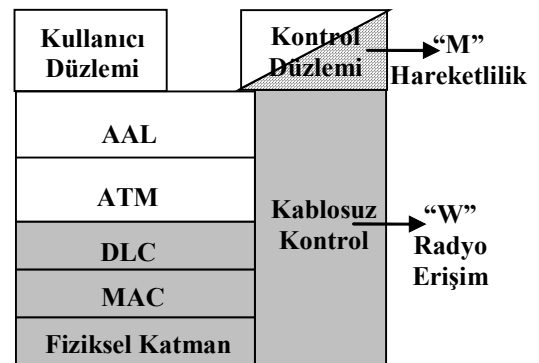 Kullanıcı
Düzlemi
Kontrol
Düzlemi
“M”
Hareketlilik
AAL
ATM
DLC
MAC
Fiziksel Katman
Kablosuz
Kontrol
“W”
Radyo
Erişim